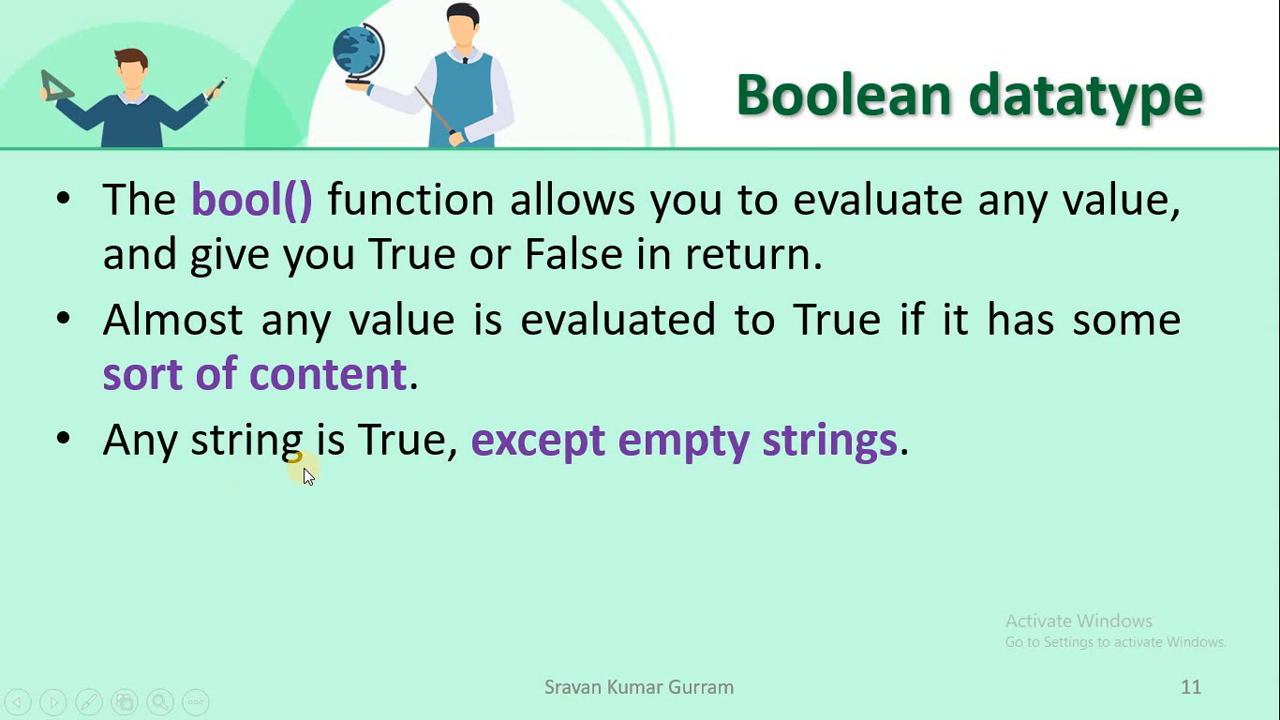 Boolean datatype
• The bool() function allows you to evaluate any value,
and give you True or False in return.
• Almost any value is evaluated to True if it has some
sort of content.
• Any string is True, except empty strings.
Activate Windows
Go to Settings to activate Windows.
Sravan Kumar Gurram
11